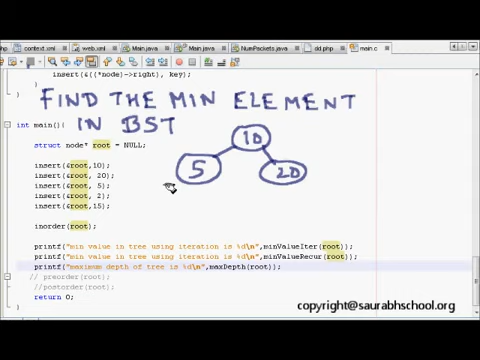 .php context.xml web.xml Main.java Main.java NumPackets.java dd.php main.c
insert(&((*node)->right), key);
}
}
FIND THE MIN ELEMENT
IN BST
int main(){
10
struct node* root = NULL;
5
20
insert(&root,10);
insert(&root, 20);
insert(&root, 5);
insert(&root, 2);
insert(&root,15);
inorder(root);
printf("min value in tree using iteration is %d\n",minValueIter(root));
printf("min value in tree using iteration is %d\n",minValueRecur(root));
printf("maximum depth of tree is %d\n",maxDepth(root));
// preorder(root);
//postorder(root);
return 0;
}
copyright@saurabhschool.org